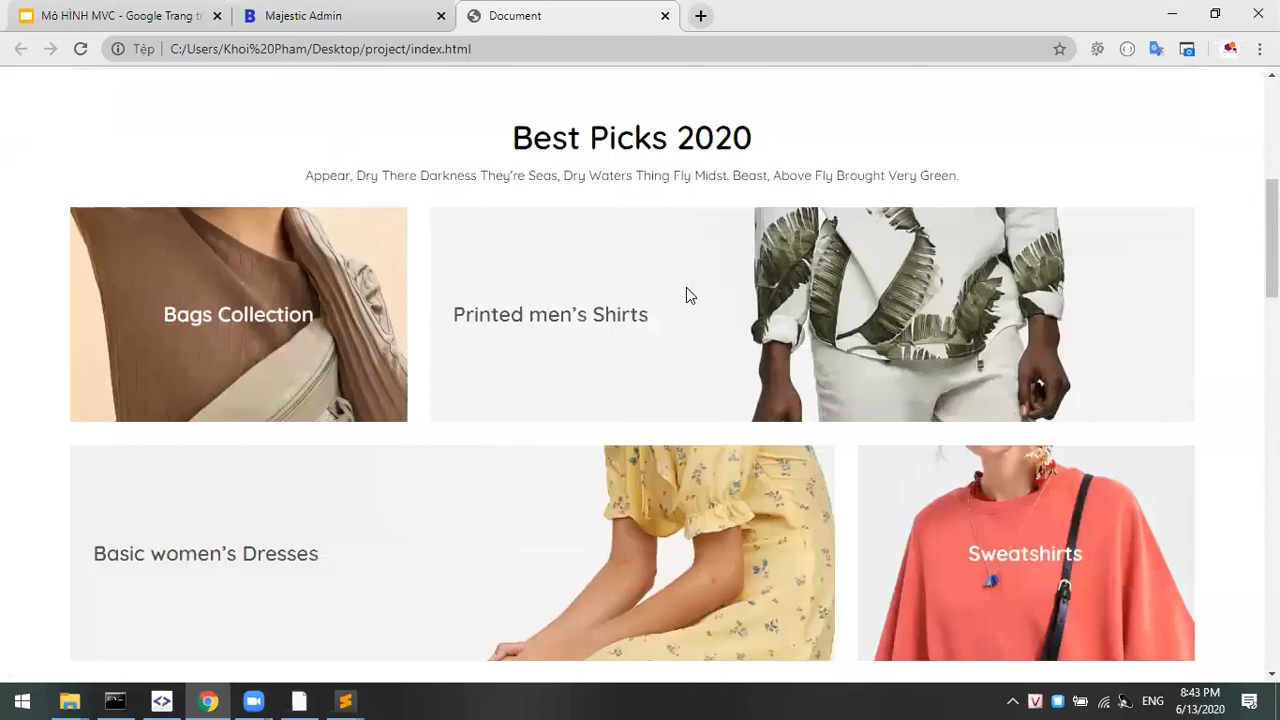 Mô HÌNH MVC - Google Trang t
Majestic Admin
Document
Tệp
C:/Users/Khoi%20Pham/Desktop/project/index.html
Best Picks 2020
Appear, Dry There Darkness They're Seas, Dry Waters Thing Fly Midst. Beast, Above Fly Brought Very Green.
Bags Collection
Printed men’s Shirts
Basic women’s Dresses
Sweatshirts
ENG
8:43 PM
6/13/2020